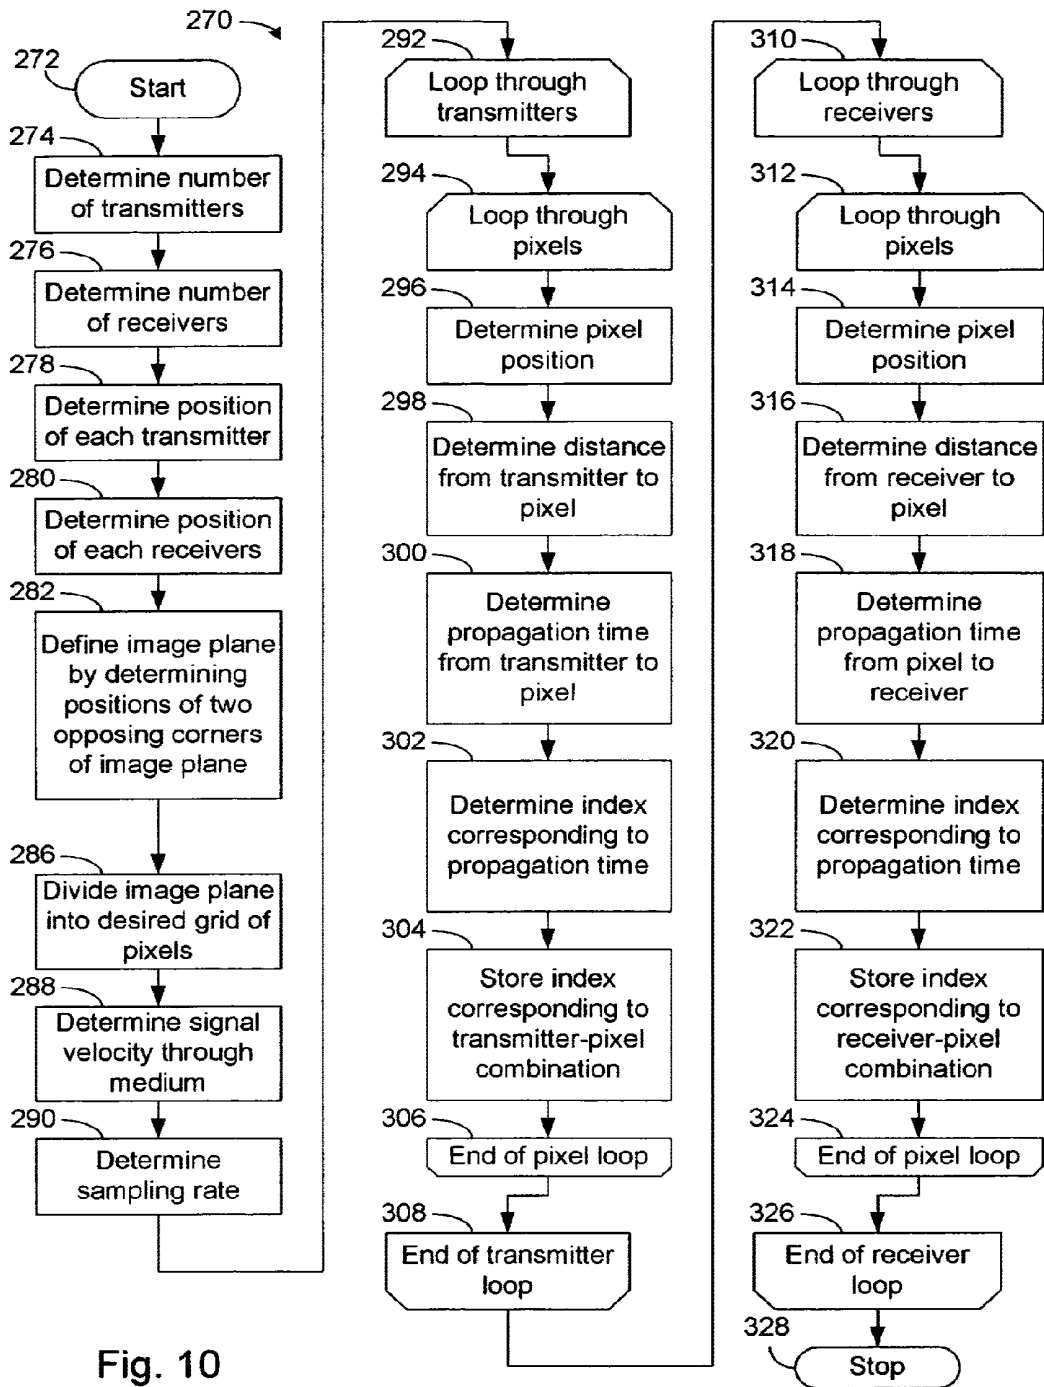 270
272
Start
274
Determine number
of transmitters
276
Determine number
of receivers
278
Determine position
of each transmitter
280
Determine position
of each receivers
282
Define image plane
by determining
positions of two
opposing corners
of image plane
286
Divide image plane
into desired grid of
pixels
288
Determine signal
velocity through
medium
290
Determine
sampling rate
292
Loop through
transmitters
294
Loop through
pixels
296
Determine pixel
position
298
Determine distance
from transmitter to
pixel
300
Determine
propagation time
from transmitter to
pixel
302
Determine index
corresponding to
propagation time
304
Store index
corresponding to
transmitter-pixel
combination
306
End of pixel loop
308
End of transmitter
loop
310
Loop through
receivers
312
Loop through
pixels
314
Determine pixel
position
316
Determine distance
from receiver to
pixel
318
Determine
propagation time
from pixel to
receiver
320
Determine index
corresponding to
propagation time
322
Store index
corresponding to
receiver-pixel
combination
324
End of pixel loop
326
End of receiver
loop
328
Stop
Fig. 10